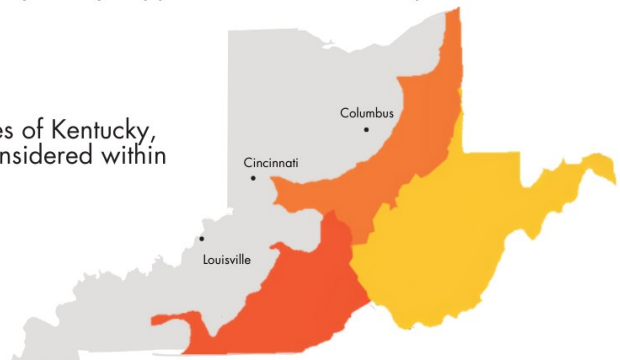 es of Kentucky,
nsidered within
Columbus
Cincinnati
Louisville